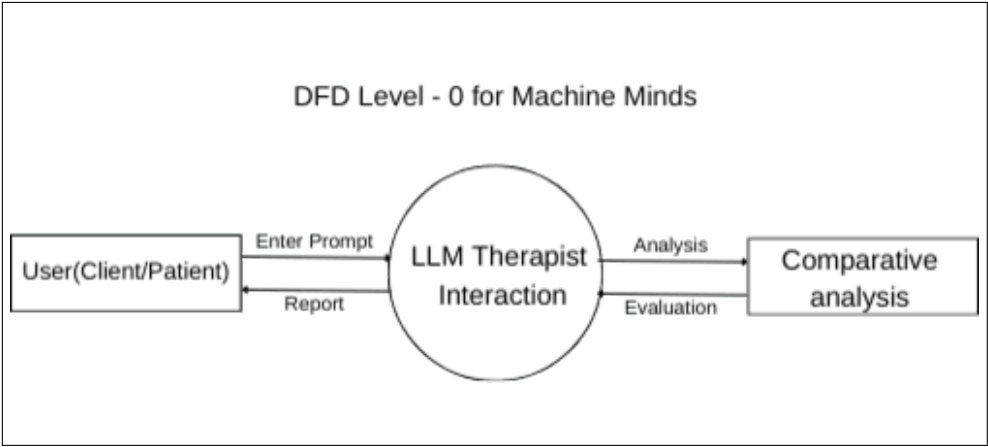 DFD Level - 0 for Machine Minds
User(Client/Patient)
Enter Prompt
Report
LLM Therapist
Interaction
Analysis
Evaluation
Comparative
analysis